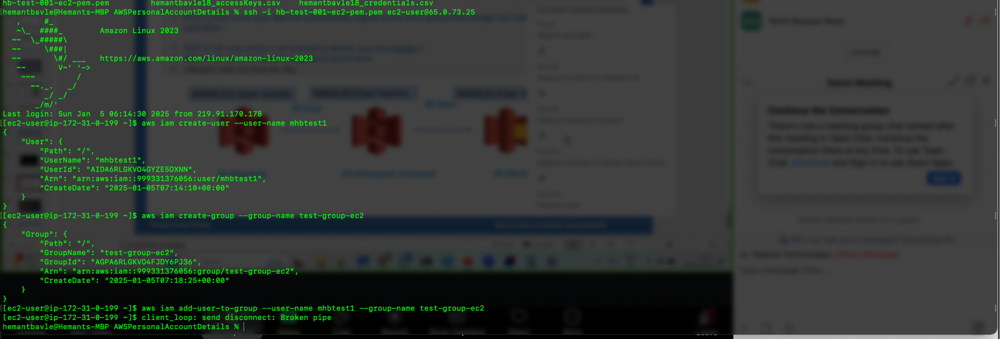 hb-test-001-ec2-pem.pem hemantbavle18_accessKeys.csv hemantbavle18_credentials.csv
[hemantbavle@Hemants-MBP AWSPersonalAccountDetails % ssh -i hb-test-001-ec2-pem.pem ec2-user@65.0.73.25 ]
   ,     #_
   ~\_  ####_        Amazon Linux 2023
  ~~  \_#####\
  ~~     \###|
  ~~       \#/ ___   https://aws.amazon.com/linux/amazon-linux-2023
   ~~       V~' '->
    ~~~         /
      ~~._.   _/
         _/ _/
       _/m/'
Last login: Sun Jan  5 06:14:30 2025 from 219.91.170.178
[[ec2-user@ip-172-31-0-199 ~]$ aws iam create-user --user-name mhbtest1 ]
{
    "User": {
        "Path": "/",
        "UserName": "mhbtest1",
        "UserId": "AIDA6RLGKVO4GYZE5DXNN",
        "Arn": "arn:aws:iam::999331376056:user/mhbtest1",
        "CreateDate": "2025-01-05T07:14:10+00:00"
    }
}
[[ec2-user@ip-172-31-0-199 ~]$ aws iam create-group --group-name test-group-ec2 ]
{
    "Group": {
        "Path": "/",
        "GroupName": "test-group-ec2",
        "GroupId": "AGPA6RLGKVO4FJDY6PJ36",
        "Arn": "arn:aws:iam::999331376056:group/test-group-ec2",
        "CreateDate": "2025-01-05T07:18:25+00:00"
    }
}
[[ec2-user@ip-172-31-0-199 ~]$ aws iam add-user-to-group --user-name mhbtest1 --group-name test-group-ec2 ]
[ec2-user@ip-172-31-0-199 ~]$ client_loop: send disconnect: Broken pipe
hemantbavle@Hemants-MBP AWSPersonalAccountDetails %
Zoom Meeting
Continue the Conversation